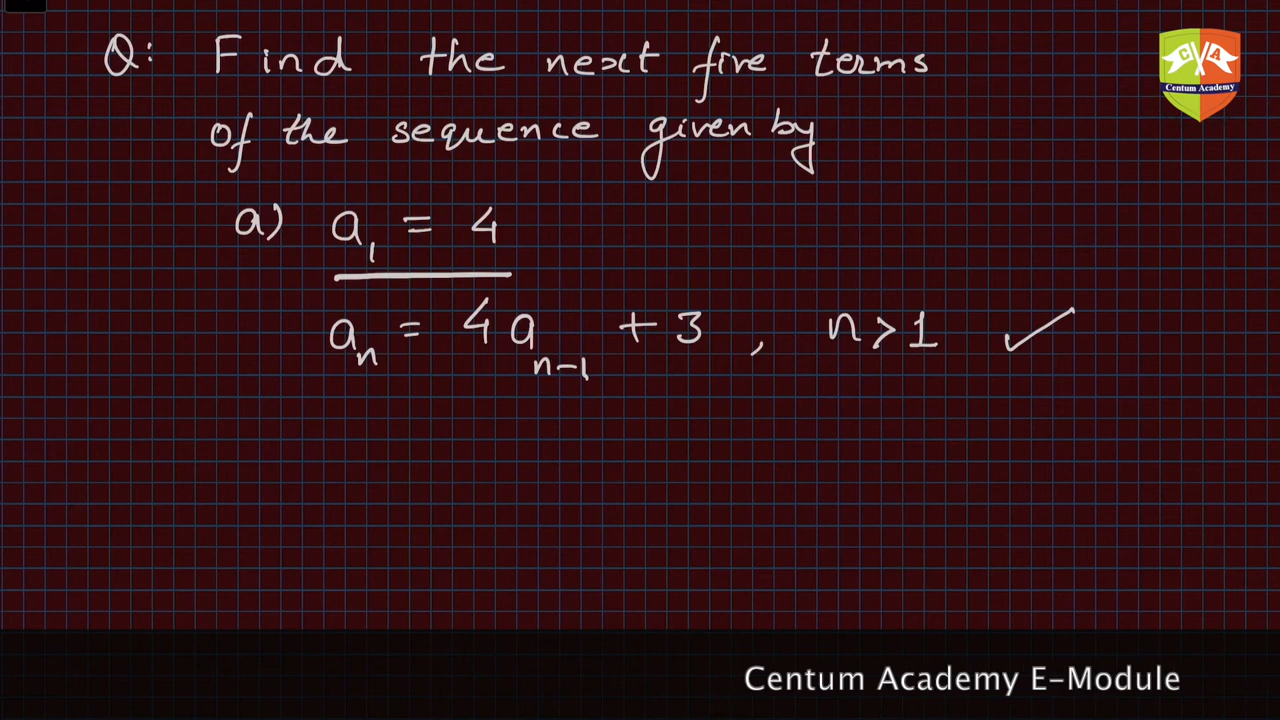 Q: Find the next five terms
of the sequence given by
a) a₁ = 4
aₙ = 4aₙ₋₁ + 3 , n > 1 ✓
C A
Centum Academy
Centum Academy E-Module